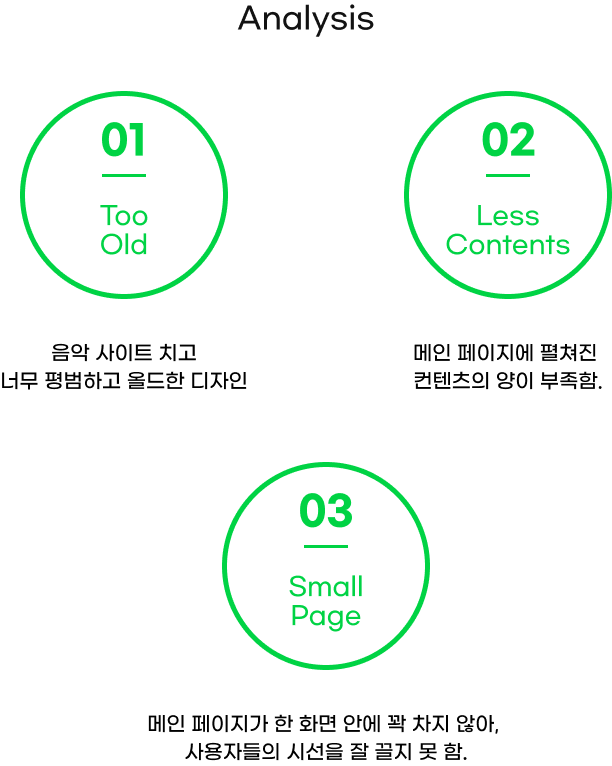 Analysis
01
Too
Old
음악 사이트 치고
너무 평범하고 올드한 디자인
02
Less
Contents
메인 페이지에 펼쳐진
컨텐츠의 양이 부족함.
03
Small
Page
메인 페이지가 한 화면 안에 꽉 차지 않아,
사용자들의 시선을 잘 끌지 못 함.